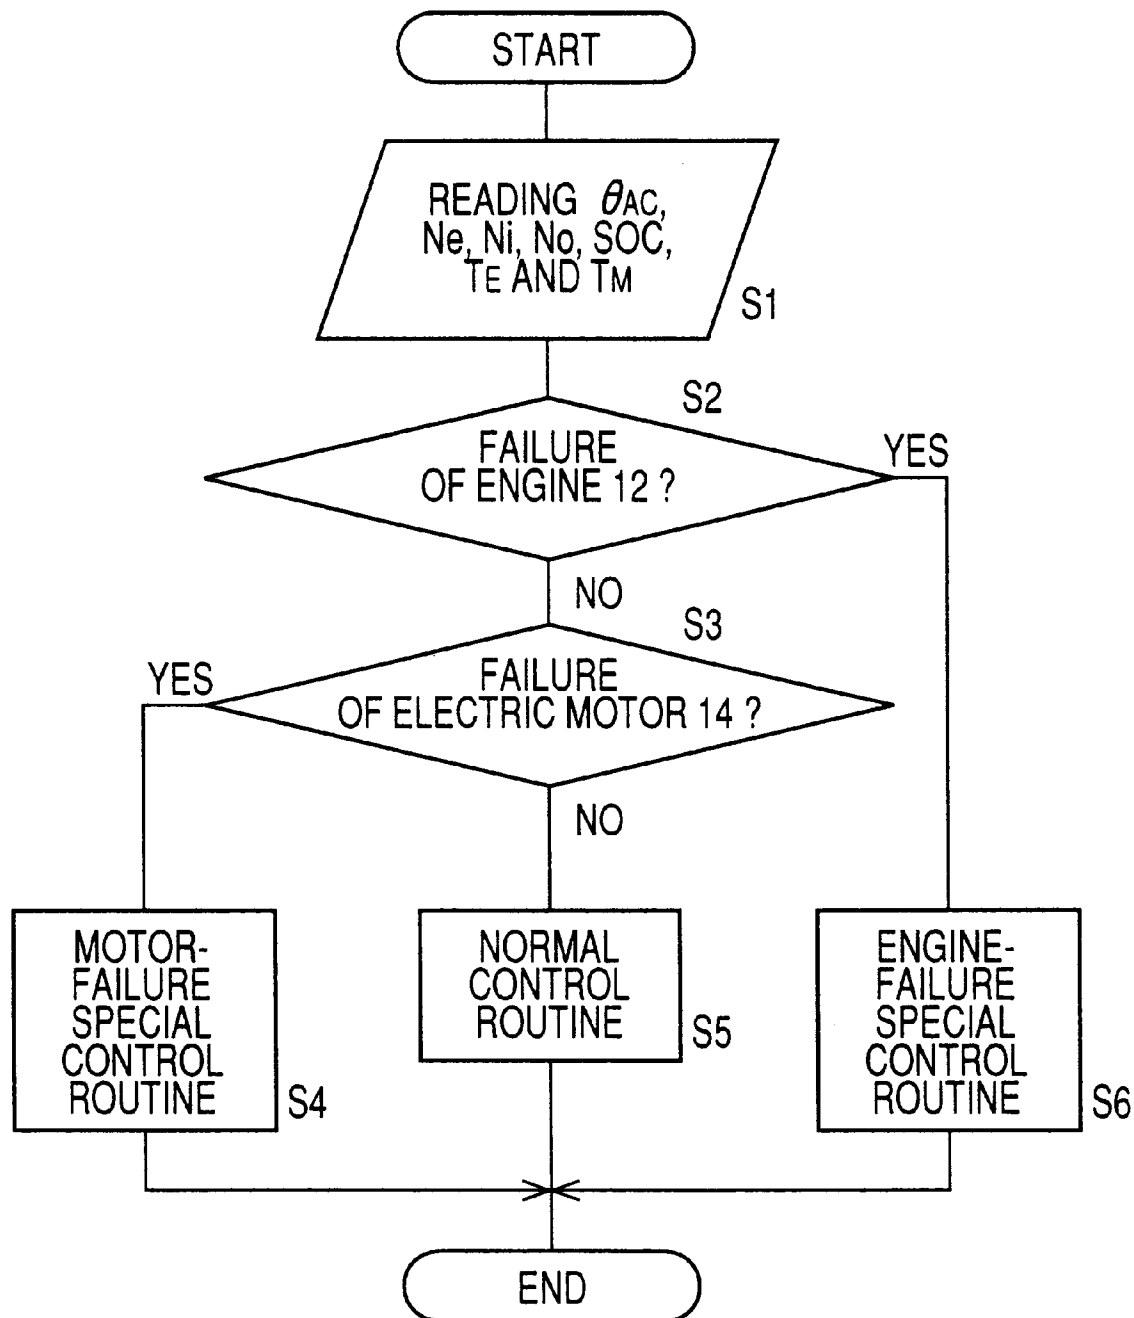 START
READING θAC,
Ne, Ni, No, SOC,
TE AND TM
S1
S2
FAILURE
OF ENGINE 12 ?
YES
NO
S3
YES
FAILURE
OF ELECTRIC MOTOR 14 ?
NO
MOTOR-
FAILURE
SPECIAL
CONTROL
ROUTINE
S4
NORMAL
CONTROL
ROUTINE
S5
ENGINE-
FAILURE
SPECIAL
CONTROL
ROUTINE
S6
END